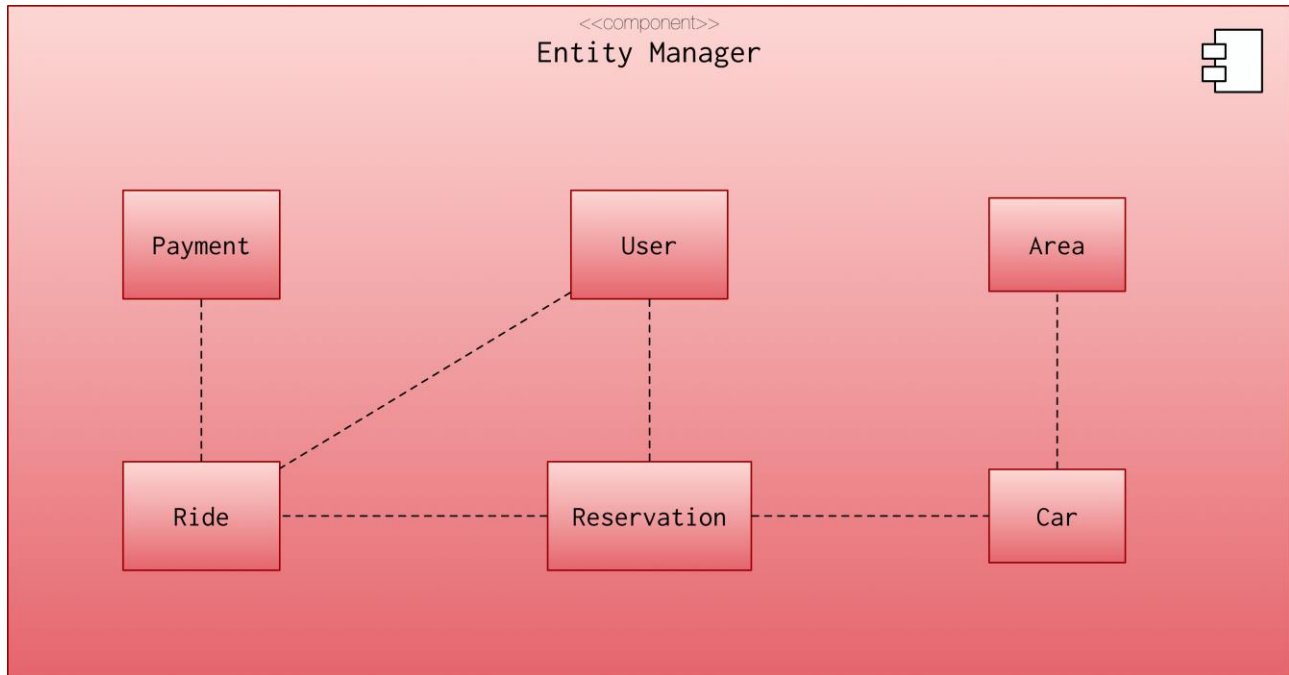 <<component>>
Entity Manager
Payment
User
Area
Ride
Reservation
Car